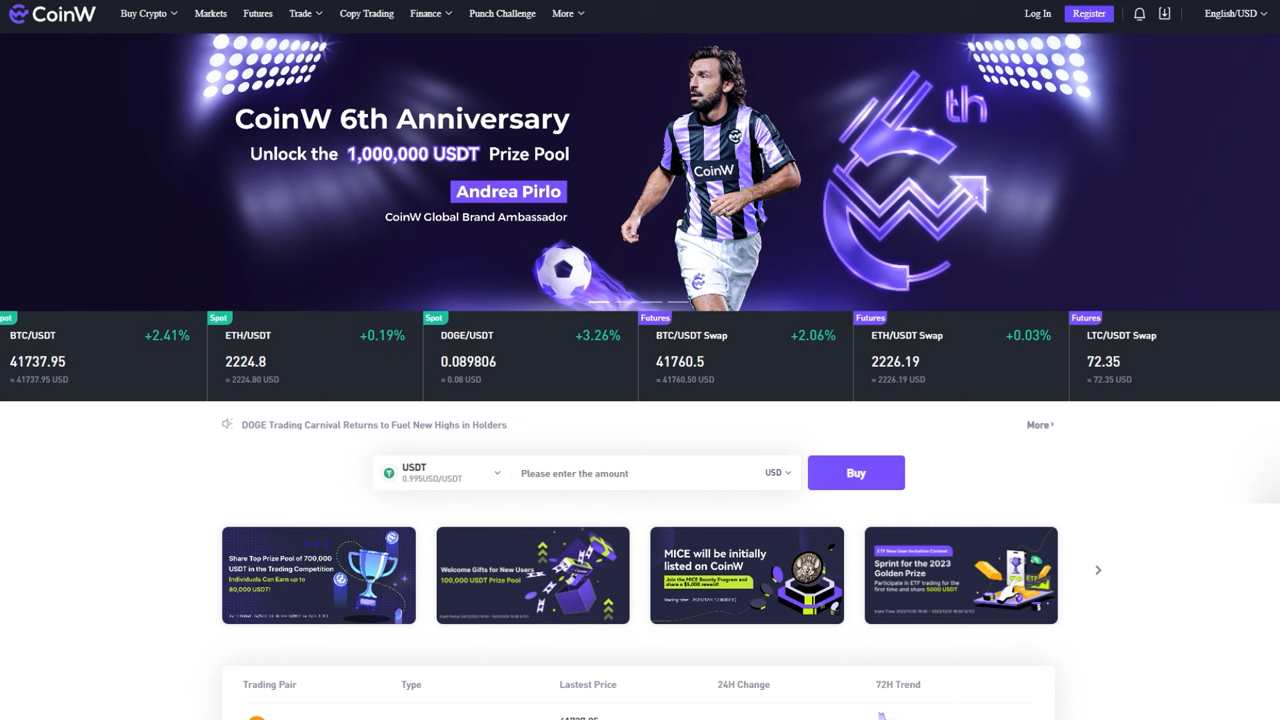 CoinW
Buy Crypto Markets Futures Trade Copy Trading Finance Punch Challenge More
Log In Register English/USD
CoinW 6th Anniversary
Unlock the 1,000,000 USDT Prize Pool
Andrea Pirlo
CoinW Global Brand Ambassador
CoinW
th
pot Spot Spot Futures Futures Futures
BTC/USDT +2.41% ETH/USDT +0.19% DOGE/USDT +3.26% BTC/USDT Swap +2.06% ETH/USDT Swap +0.03% LTC/USDT Swap
41737.95 2224.8 0.089806 41760.5 2226.19 72.35
≈ 41737.95 USD ≈ 2224.80 USD ≈ 0.08 USD ≈ 41760.50 USD ≈ 2226.19 USD ≈ 72.35 USD
DOGE Trading Carnival Returns to Fuel New Highs in Holders More
USDT
0.995USD/USDT
Please enter the amount USD Buy
Share Top Prize Pool of 700,000
USDT in the Trading Competition
Individuals Can Earn up to
80,000 USDT!
Welcome Gifts for New Users
100,000 USDT Prize Pool
MICE will be initially
listed on CoinW
Join the MICE Bounty Program and
share a $5,000 reward!
ETF New User Invitation Contest
Sprint for the 2023
Golden Prize
Participate in ETF trading for the
first time and share 5000 USDT
Trading Pair Type Lastest Price 24H Change 72H Trend